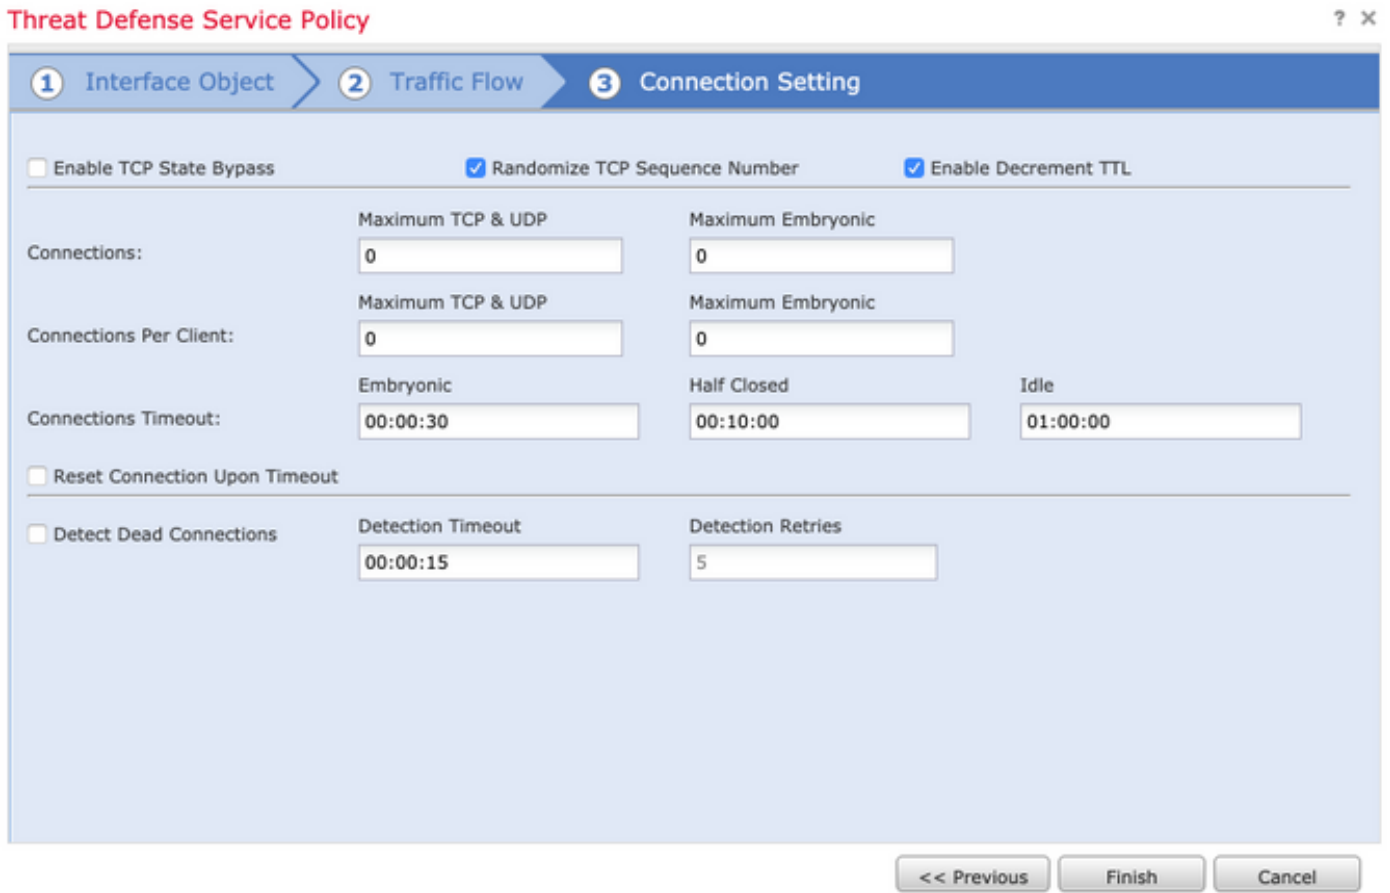 Threat Defense Service Policy ? ×
1 Interface Object 2 Traffic Flow 3 Connection Setting
Enable TCP State Bypass Randomize TCP Sequence Number Enable Decrement TTL
Maximum TCP & UDP Maximum Embryonic
Connections: 0 0
Maximum TCP & UDP Maximum Embryonic
Connections Per Client: 0 0
Embryonic Half Closed Idle
Connections Timeout: 00:00:30 00:10:00 01:00:00
Reset Connection Upon Timeout
Detection Timeout Detection Retries
Detect Dead Connections
00:00:15 5
<< Previous Finish Cancel